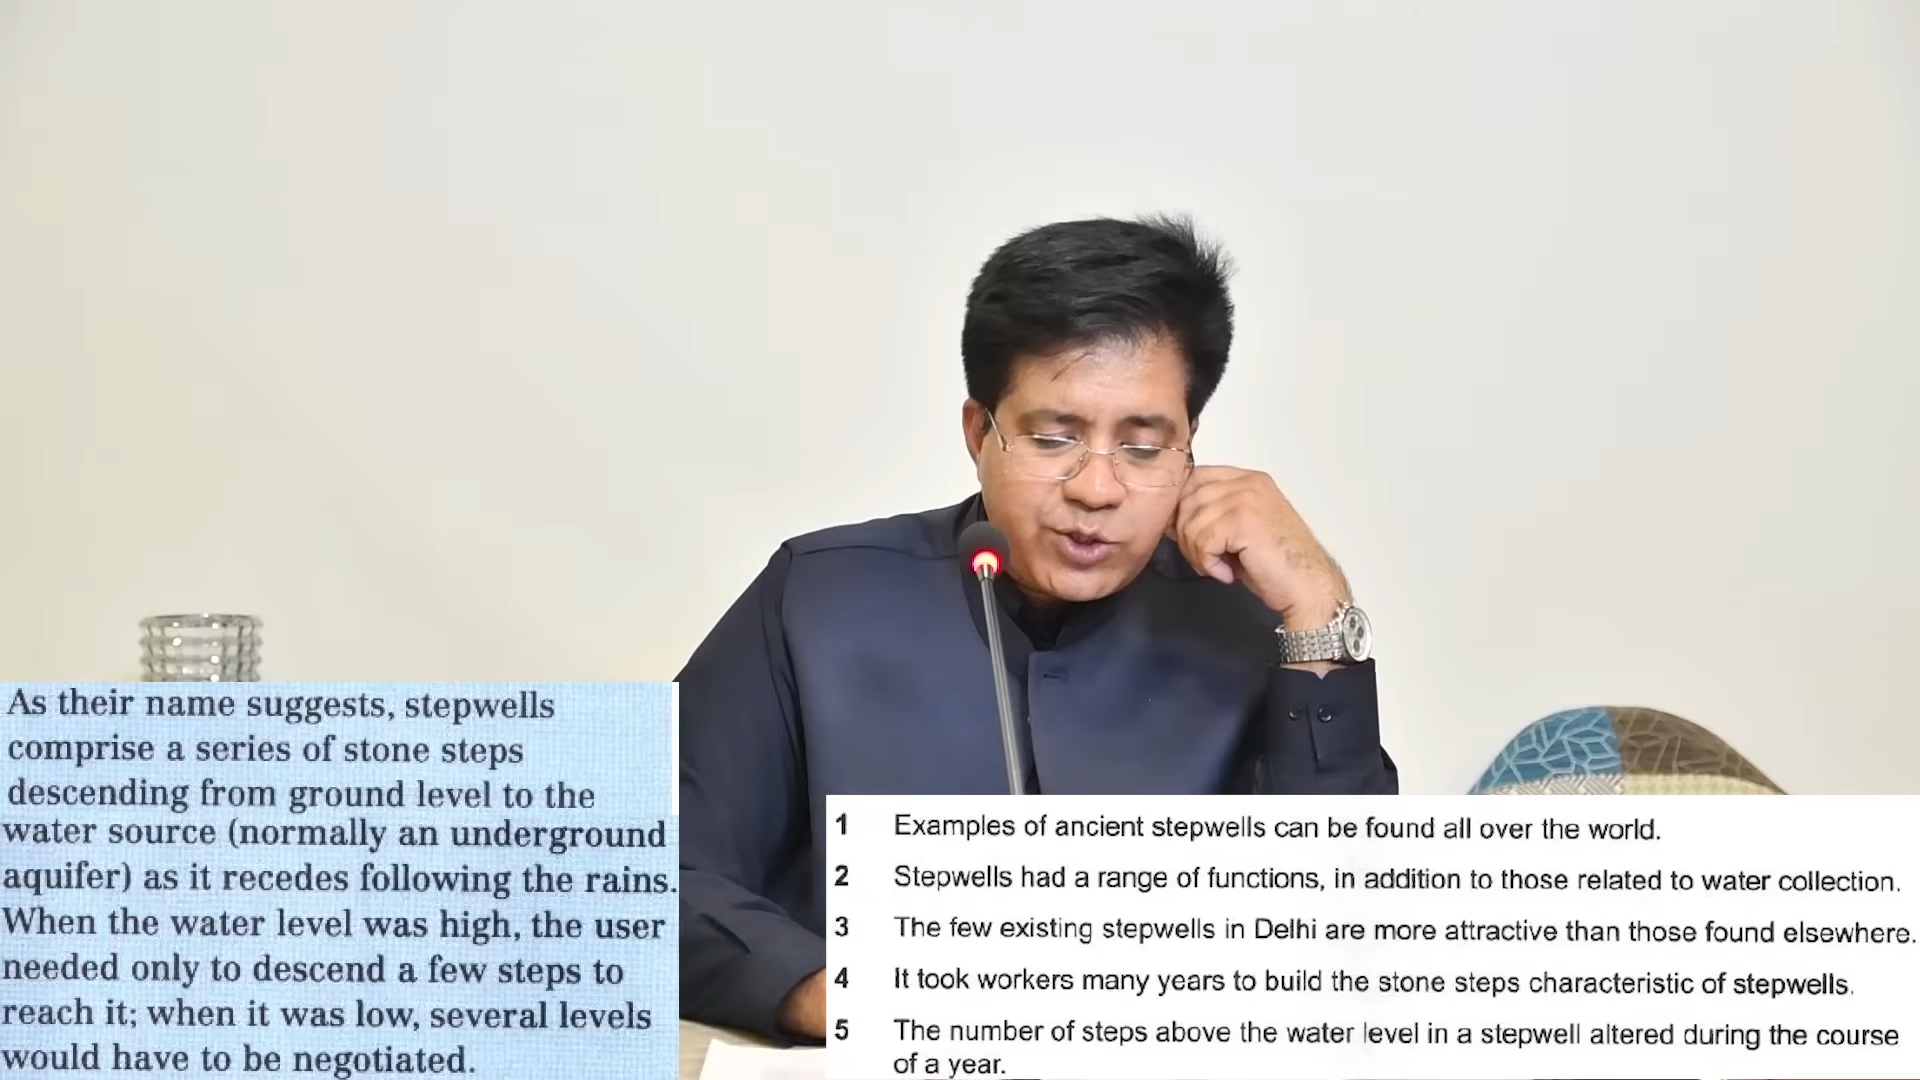 As their name suggests, stepwells
comprise a series of stone steps
descending from ground level to the
water source (normally an underground
aquifer) as it recedes following the rains.
When the water level was high, the user
needed only to descend a few steps to
reach it; when it was low, several levels
would have to be negotiated.
1 Examples of ancient stepwells can be found all over the world.
2 Stepwells had a range of functions, in addition to those related to water collection.
3 The few existing stepwells in Delhi are more attractive than those found elsewhere.
4 It took workers many years to build the stone steps characteristic of stepwells.
5 The number of steps above the water level in a stepwell altered during the course
of a year.